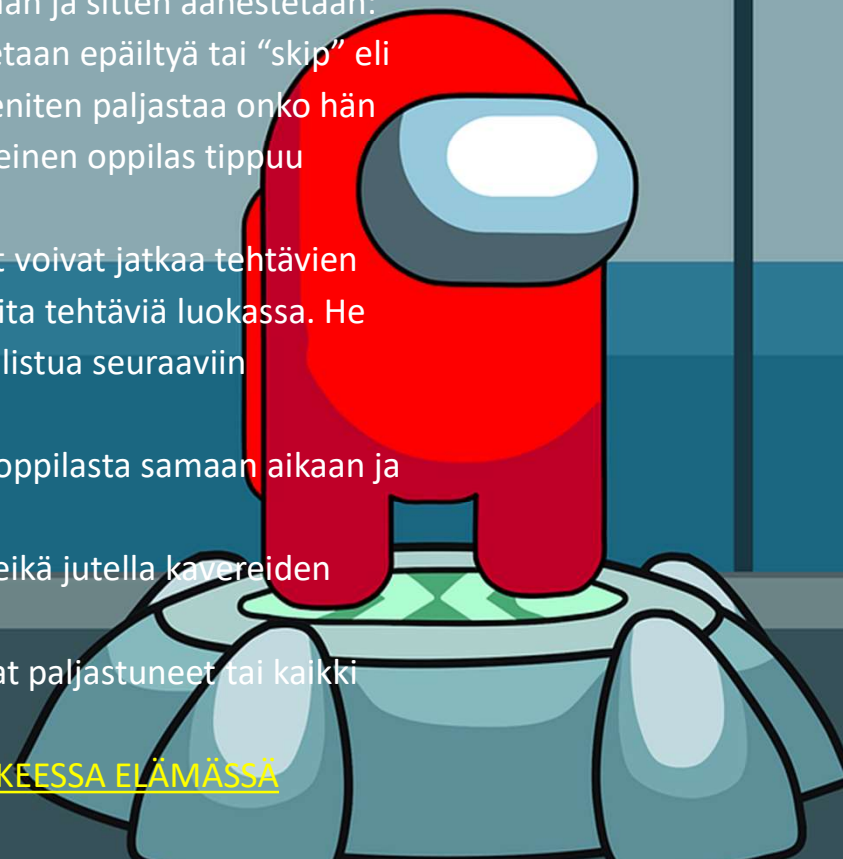 än ja sitten äänestetään:
etaan epäiltyä tai “skip” eli
eniten paljastaa onko hän
einen oppilas tippuu
t voivat jatkaa tehtävien
ita tehtäviä luokassa. He
listua seuraaviin
oppilasta samaan aikaan ja
eikä jutella kavereiden
at paljastuneet tai kaikki
KEESSA ELÄMÄSSÄ